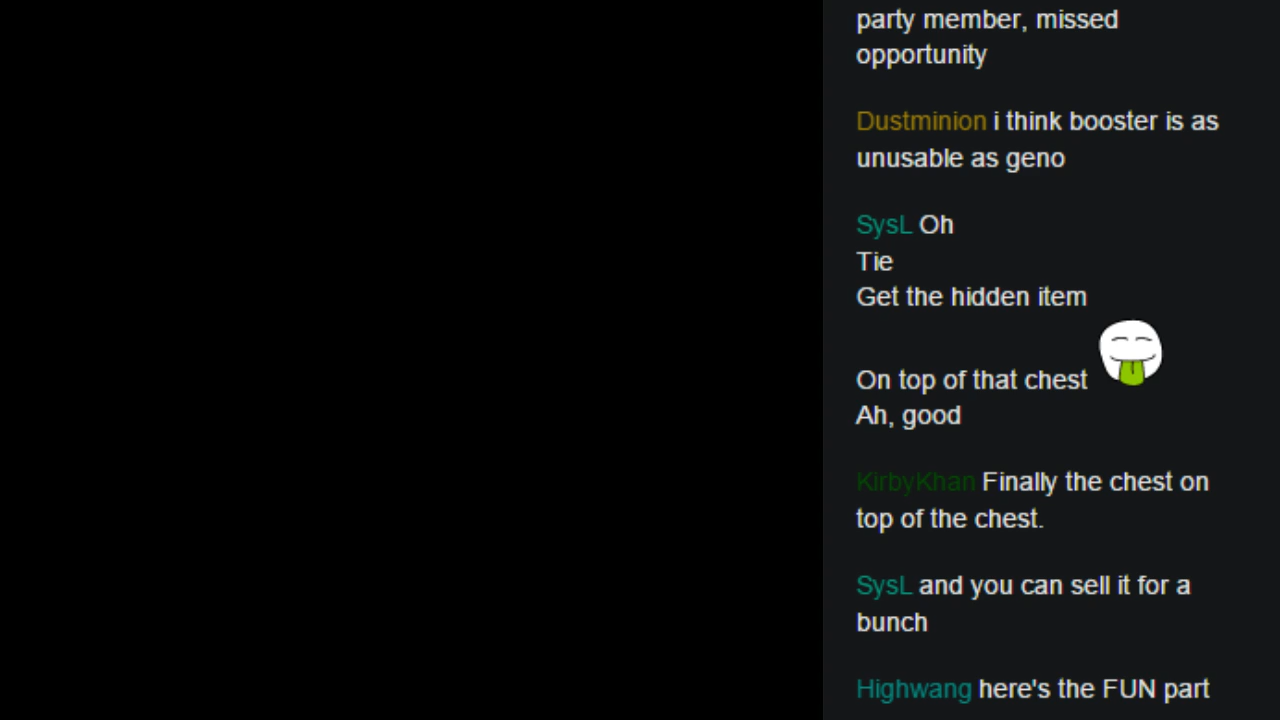 party member, missed
opportunity
Dustminion i think booster is as
unusable as geno
SysL Oh
Tie
Get the hidden item
On top of that chest
Ah, good
KirbyKhan Finally the chest on
top of the chest.
SysL and you can sell it for a
bunch
Highwang here's the FUN part